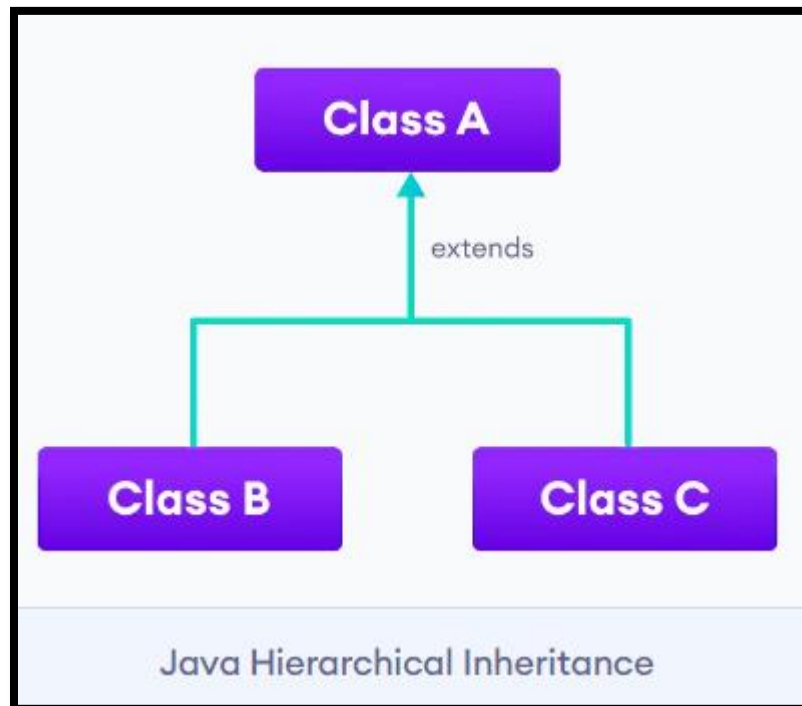 Class A
extends
Class B
Class C
Java Hierarchical Inheritance